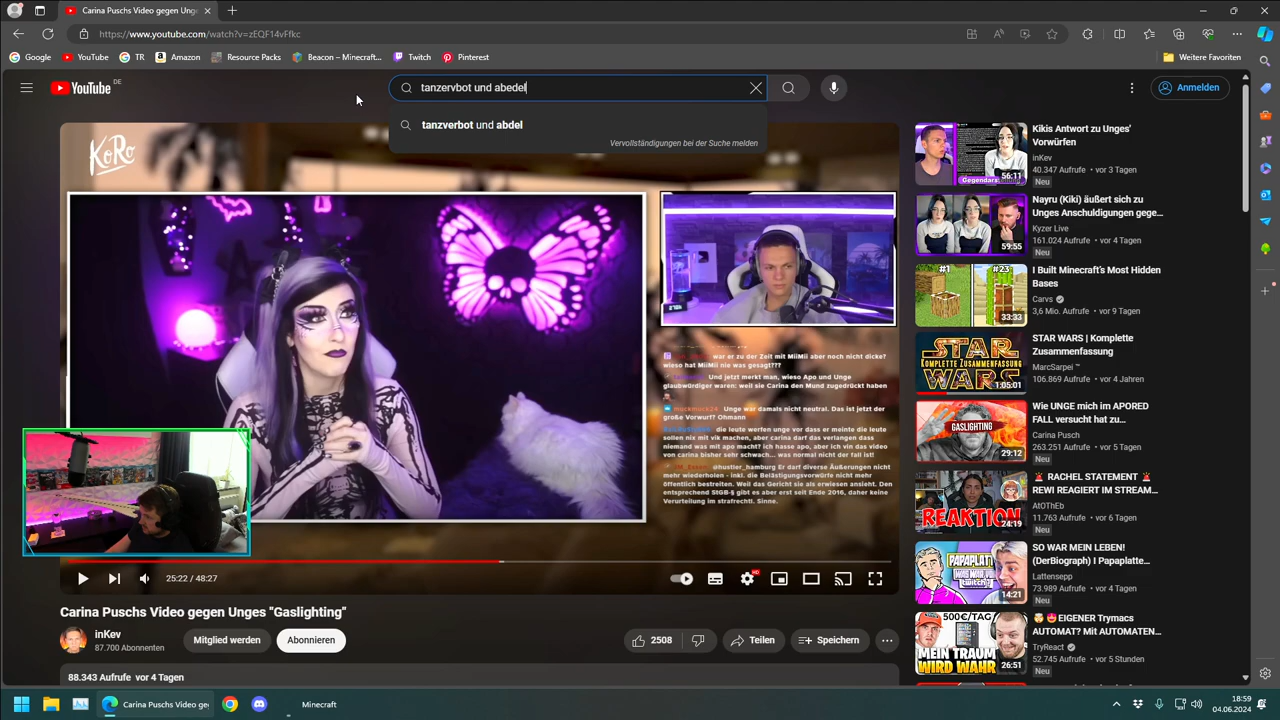 Carina Puschs Video gegen Unge
https://www.youtube.com/watch?v=zEQF14vFfkc
Google
YouTube
TR
Amazon
Resource Packs
Beacon – Minecraft...
Twitch
Pinterest
Weitere Favoriten
YouTube DE
tanzervbot und abedel
Anmelden
tanzverbot und abdel
Vervollständigungen bei der Suche melden
KoRo
war er zu der Zeit mit MiiMii aber noch nicht dicke?
wieso hat MiiMii nie was gesagt???
Und jetzt merkt man, wieso Apo und Unge
glaubwürdiger waren: weil sie Carina den Mund zugedrückt haben
muckmuck24 Unge war damals nicht neutral. Das ist jetzt der
große Vorwurf? Ohmann
die leute werfen unge vor dass er meinte die leute
sollen nix mit vik machen, aber carina darf das verlangen dass
niemand was mit apo macht? ich hasse apo, aber ich vin das video
von carina bisher sehr schwach... was normal nicht der fall ist!
@hustler_hamburg Er darf diverse Äußerungen nicht
mehr wiederholen - inkl. die Belästigungsvorwürfe nicht mehr
öffentlich bestreiten. Weil das Gericht sie als erwiesen ansieht. Den
entsprechend StGB-§ gibt es aber erst seit Ende 2016, daher keine
Verurteilung im strafrechtl. Sinne.
25:22 / 48:27
HD
Carina Puschs Video gegen Unges "Gaslighting"
inKev
87.700 Abonnenten
Mitglied werden
Abonnieren
2508
Teilen
Speichern
88.343 Aufrufe vor 4 Tagen
Gegendars
56:11
Kikis Antwort zu Unges'
Vorwürfen
inKev
40.347 Aufrufe • vor 3 Tagen
Neu
59:55
Nayru (Kiki) äußert sich zu
Unges Anschuldigungen gege...
Kyzer Live
161.024 Aufrufe • vor 4 Tagen
Neu
#1
#23
33:33
I Built Minecraft's Most Hidden
Bases
Carvs
3,6 Mio. Aufrufe • vor 9 Tagen
STAR
KOMPLETTE ZUSAMMENFASSUNG
WARS
1:05:01
STAR WARS | Komplette
Zusammenfassung
MarcSarpei ™
106.869 Aufrufe • vor 4 Jahren
GASLIGHTING
29:12
Wie UNGE mich im APORED
FALL versucht hat zu...
Carina Pusch
263.251 Aufrufe • vor 5 Tagen
Neu
REAKTION
24:19
🚨 RACHEL STATEMENT 🚨
REWI REAGIERT IM STREAM...
AtOThEb
11.763 Aufrufe • vor 6 Tagen
Neu
PAPAPLATTE
14:21
SO WAR MEIN LEBEN!
(DerBiograph) I Papaplatte...
Lattensepp
73.989 Aufrufe • vor 4 Tagen
Neu
500€/TAG
MEIN TRAUM
WIRD WAHR
26:51
🤯🤩EIGENER Trymacs
AUTOMAT? Mit AUTOMATEN...
TryReact
52.745 Aufrufe • vor 5 Stunden
Neu
Carina Puschs Video ge
Minecraft
18:59
04.06.2024